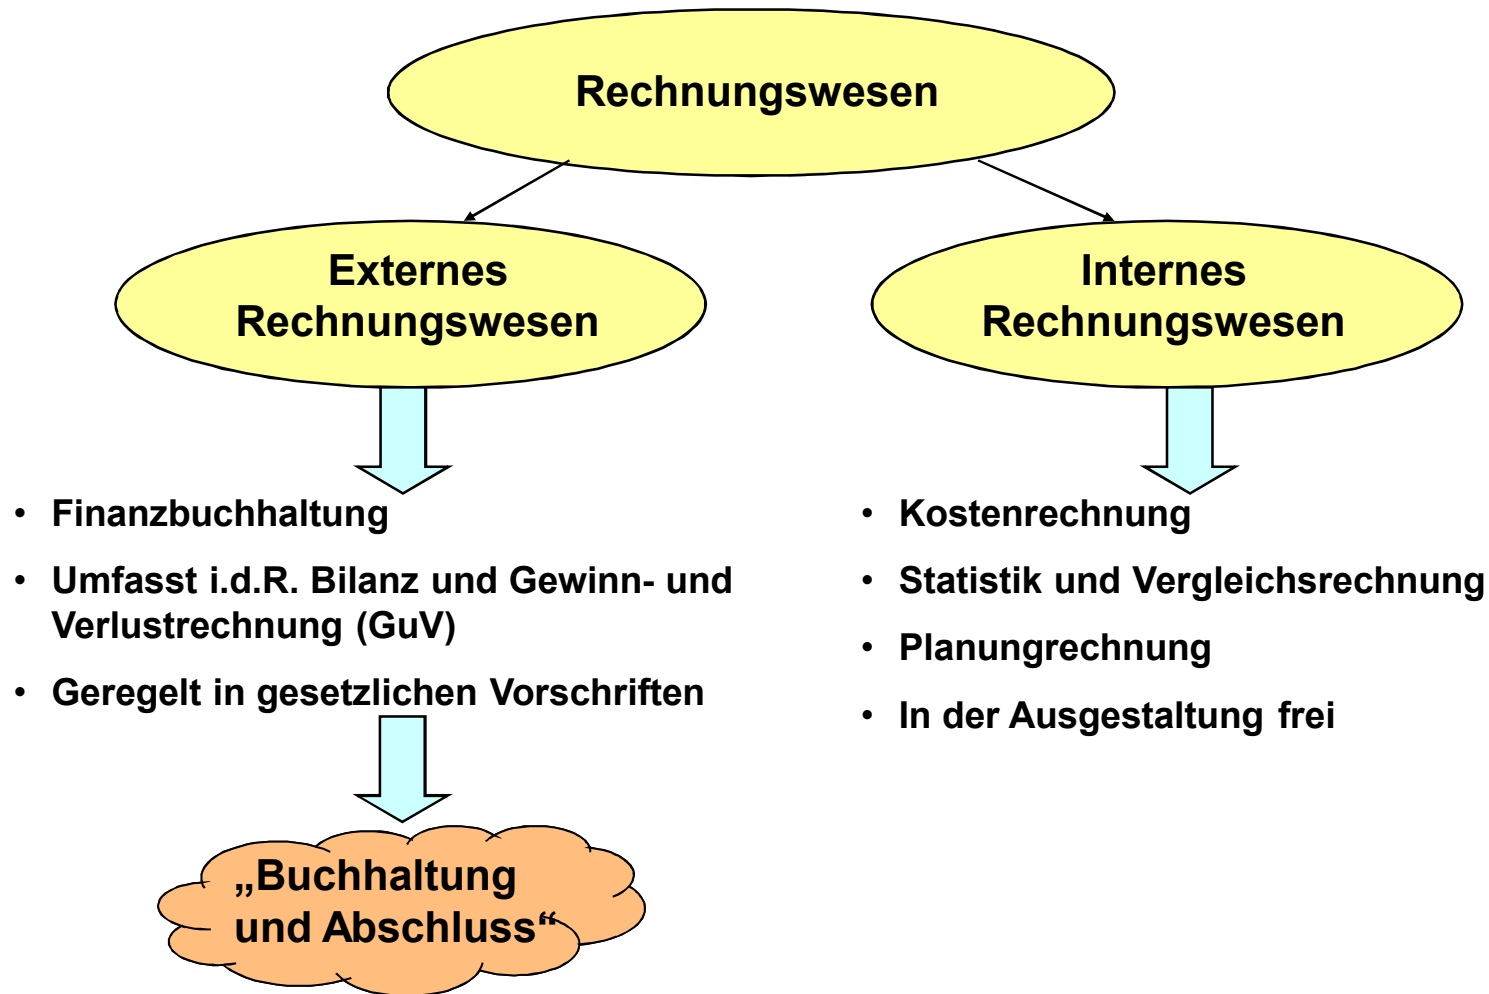 Rechnungswesen
Externes
Rechnungswesen
Internes
Rechnungswesen
• Finanzbuchhaltung
• Umfasst i.d.R. Bilanz und Gewinn- und
Verlustrechnung (GuV)
• Geregelt in gesetzlichen Vorschriften
• Kostenrechnung
• Statistik und Vergleichsrechnung
• Planungrechnung
• In der Ausgestaltung frei
„Buchhaltung
und Abschluss“